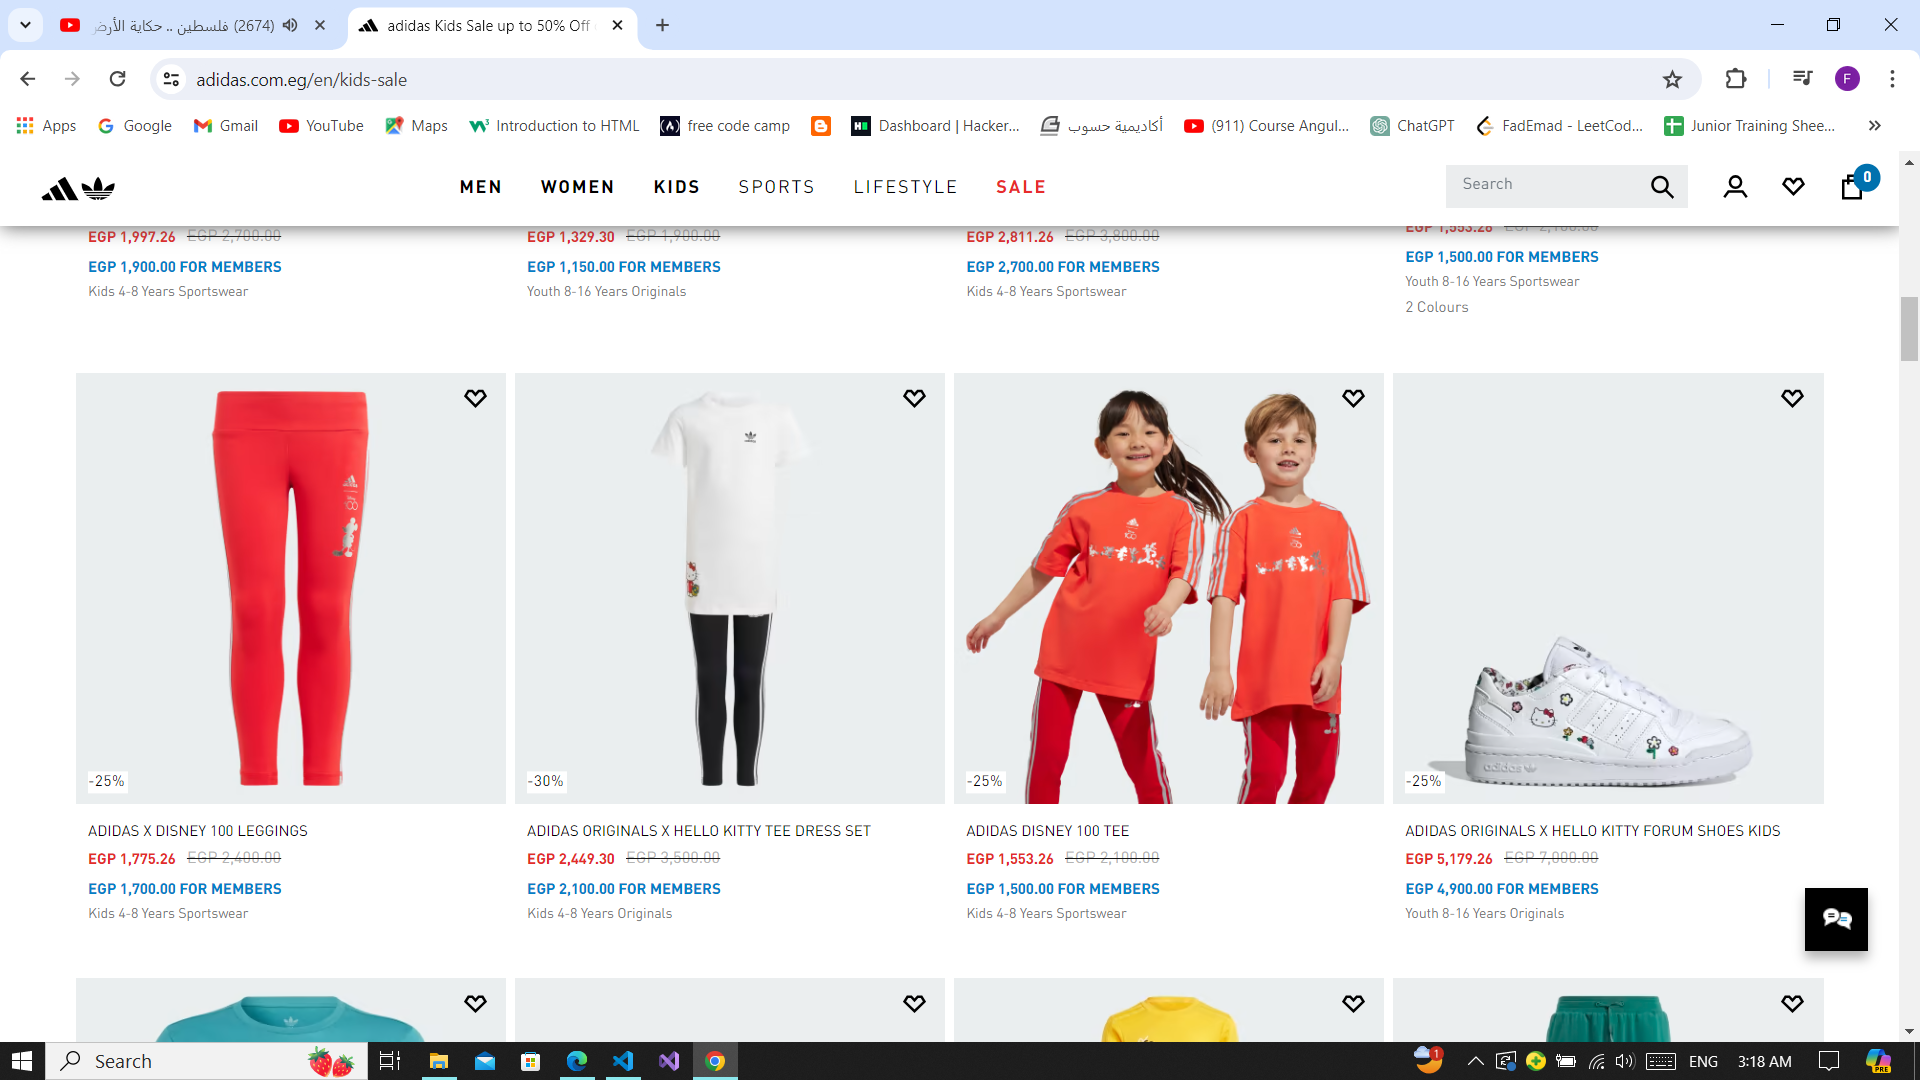 (2674) فلسطين .. حكاية الأرض
adidas Kids Sale up to 50% Off
adidas.com.eg/en/kids-sale
F
Apps Google Gmail YouTube Maps Introduction to HTML free code camp Dashboard | Hacker... أكاديمية حسوب (911) Course Angul... ChatGPT FadEmad - LeetCod... Junior Training Shee...
MEN WOMEN KIDS SPORTS LIFESTYLE SALE Search 0
EGP 1,997.26 EGP 2,700.00
EGP 1,900.00 FOR MEMBERS
Kids 4-8 Years Sportswear
EGP 1,329.30 EGP 1,900.00
EGP 1,150.00 FOR MEMBERS
Youth 8-16 Years Originals
EGP 2,811.26 EGP 3,800.00
EGP 2,700.00 FOR MEMBERS
Kids 4-8 Years Sportswear
EGP 1,553.26 EGP 2,100.00
EGP 1,500.00 FOR MEMBERS
Youth 8-16 Years Sportswear
2 Colours
-25%
ADIDAS X DISNEY 100 LEGGINGS
EGP 1,775.26 EGP 2,400.00
EGP 1,700.00 FOR MEMBERS
Kids 4-8 Years Sportswear
-30%
ADIDAS ORIGINALS X HELLO KITTY TEE DRESS SET
EGP 2,449.30 EGP 3,500.00
EGP 2,100.00 FOR MEMBERS
Kids 4-8 Years Originals
-25%
ADIDAS DISNEY 100 TEE
EGP 1,553.26 EGP 2,100.00
EGP 1,500.00 FOR MEMBERS
Kids 4-8 Years Sportswear
adidas
-25%
ADIDAS ORIGINALS X HELLO KITTY FORUM SHOES KIDS
EGP 5,179.26 EGP 7,000.00
EGP 4,900.00 FOR MEMBERS
Youth 8-16 Years Originals
Search 1 ENG 3:18 AM PRE